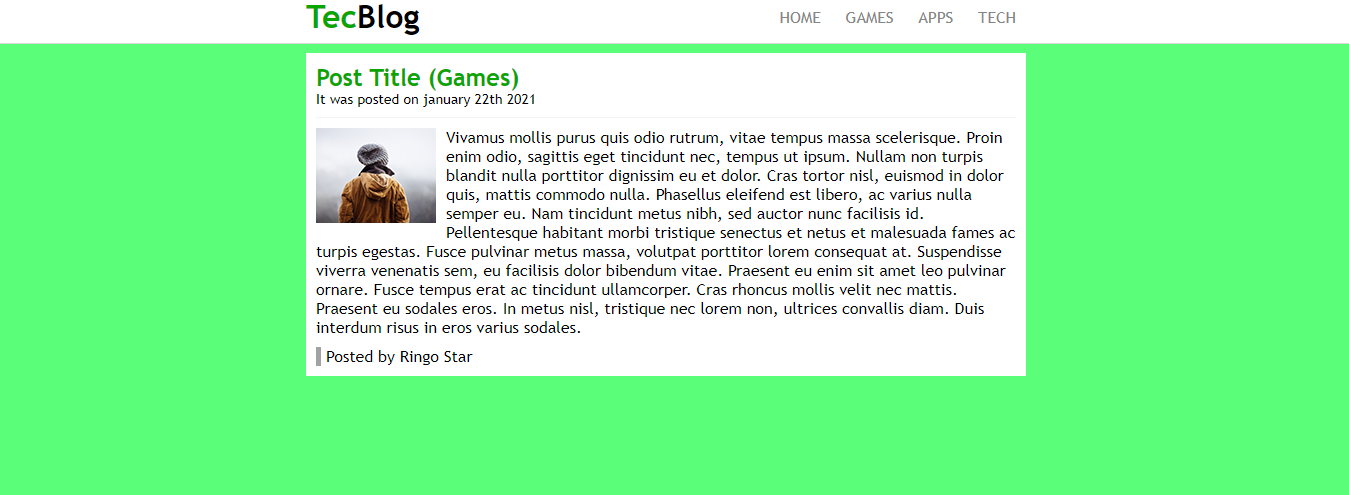 TecBlog
HOME GAMES APPS TECH
Post Title (Games)
It was posted on january 22th 2021
Vivamus mollis purus quis odio rutrum, vitae tempus massa scelerisque. Proin
enim odio, sagittis eget tincidunt nec, tempus ut ipsum. Nullam non turpis
blandit nulla porttitor dignissim eu et dolor. Cras tortor nisl, euismod in dolor
quis, mattis commodo nulla. Phasellus eleifend est libero, ac varius nulla
semper eu. Nam tincidunt metus nibh, sed auctor nunc facilisis id.
Pellentesque habitant morbi tristique senectus et netus et malesuada fames ac
turpis egestas. Fusce pulvinar metus massa, volutpat porttitor lorem consequat at. Suspendisse
viverra venenatis sem, eu facilisis dolor bibendum vitae. Praesent eu enim sit amet leo pulvinar
ornare. Fusce tempus erat ac tincidunt ullamcorper. Cras rhoncus mollis velit nec mattis.
Praesent eu sodales eros. In metus nisl, tristique nec lorem non, ultrices convallis diam. Duis
interdum risus in eros varius sodales.
Posted by Ringo Star